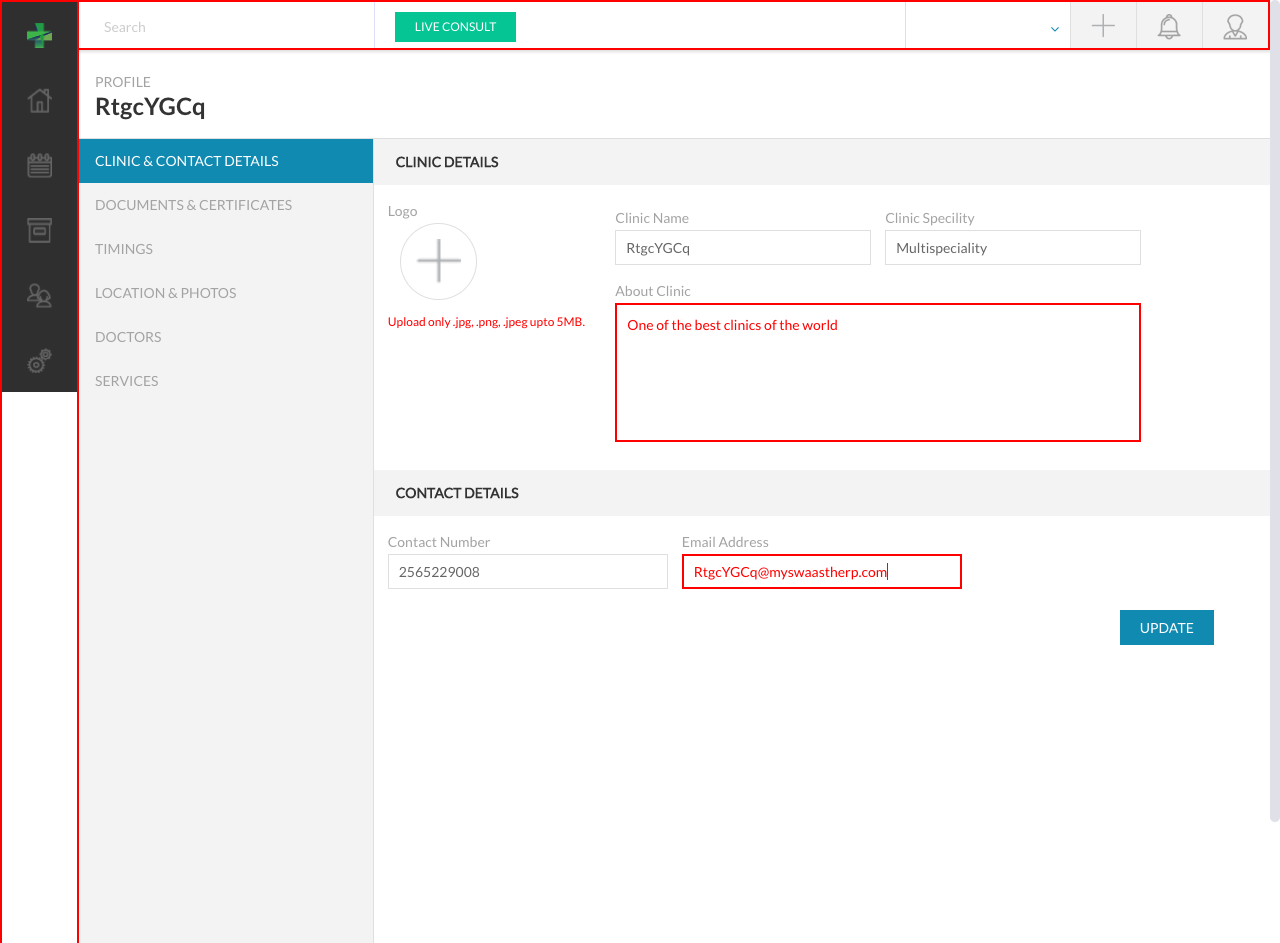 Search
LIVE CONSULT
PROFILE
RtgcYGCq
CLINIC & CONTACT DETAILS
DOCUMENTS & CERTIFICATES
TIMINGS
LOCATION & PHOTOS
DOCTORS
SERVICES
CLINIC DETAILS
Logo
Upload only .jpg, .png, .jpeg upto 5MB.
Clinic Name
Clinic Specility
RtgcYGCq
Multispeciality
About Clinic
One of the best clinics of the world
CONTACT DETAILS
Contact Number
Email Address
2565229008
RtgcYGCq@myswaastherp.com
UPDATE